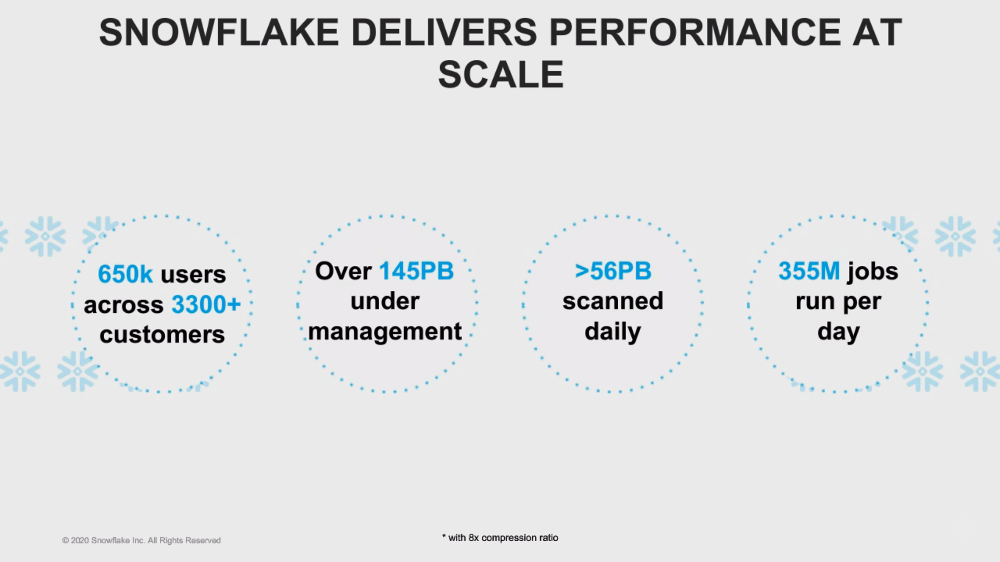 SNOWFLAKE DELIVERS PERFORMANCE AT
SCALE
650k users
across 3300+
customers
Over 145PB
under
management
>56PB
scanned
daily
355M jobs
run per
day
© 2020 Snowflake Inc. All Rights Reserved
* with 8x compression ratio